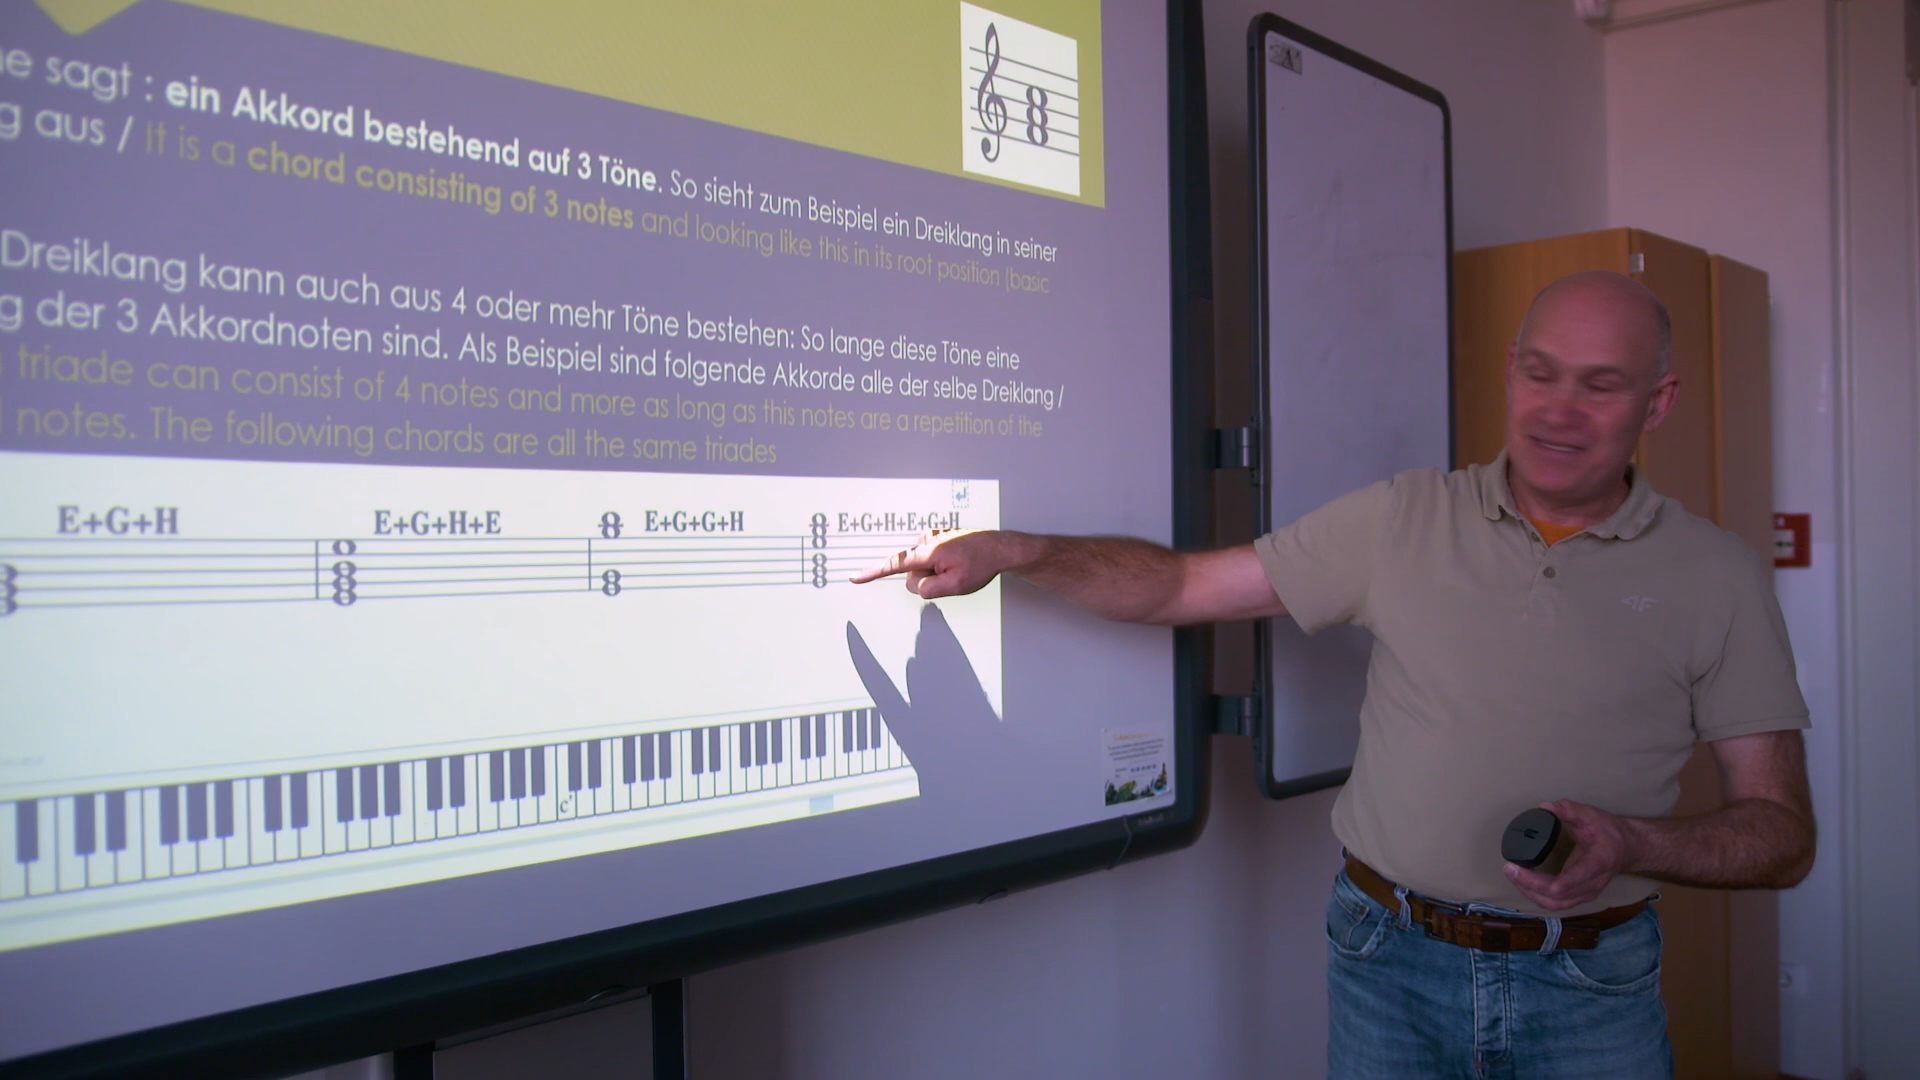 sagt : ein Akkord bestehend auf 3 Töne. So sieht zum Beispiel ein Dreiklang in seiner
aus / It is a chord consisting of 3 notes and looking like this in its root position (basic
Dreiklang kann auch aus 4 oder mehr Töne bestehen: So lange diese Töne eine
der 3 Akkordnoten sind. Als Beispiel sind folgende Akkorde alle der selbe Dreiklang /
triade can consist of 4 notes and more as long as this notes are a repetition of the
notes. The following chords are all the same triades
E+G+H E+G+H+E E+G+G+H E+G+H+E+G+H
c'
4F